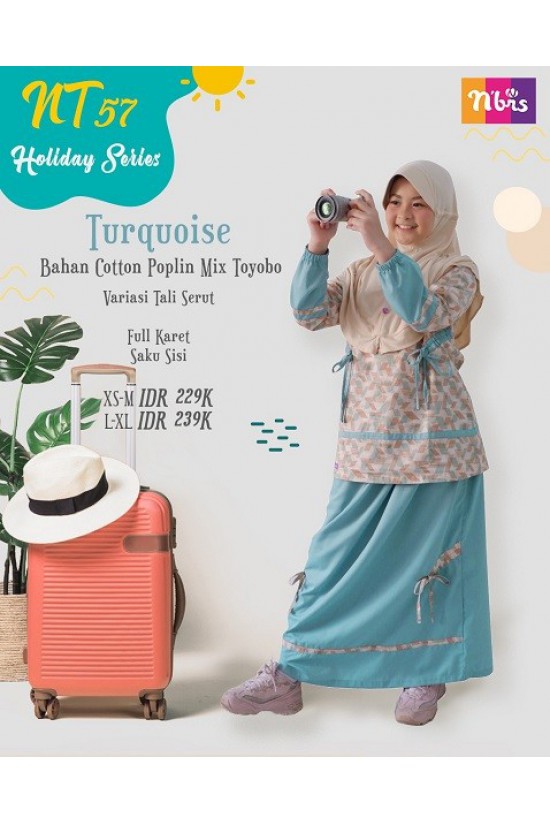 NT 57
Holiday Series
N'brs
Turquoise
Bahan Cotton Poplin Mix Toyobo
Variasi Tali Serut
Full Karet
Saku Sisi
XS-M IDR 229K
L-XL IDR 239K